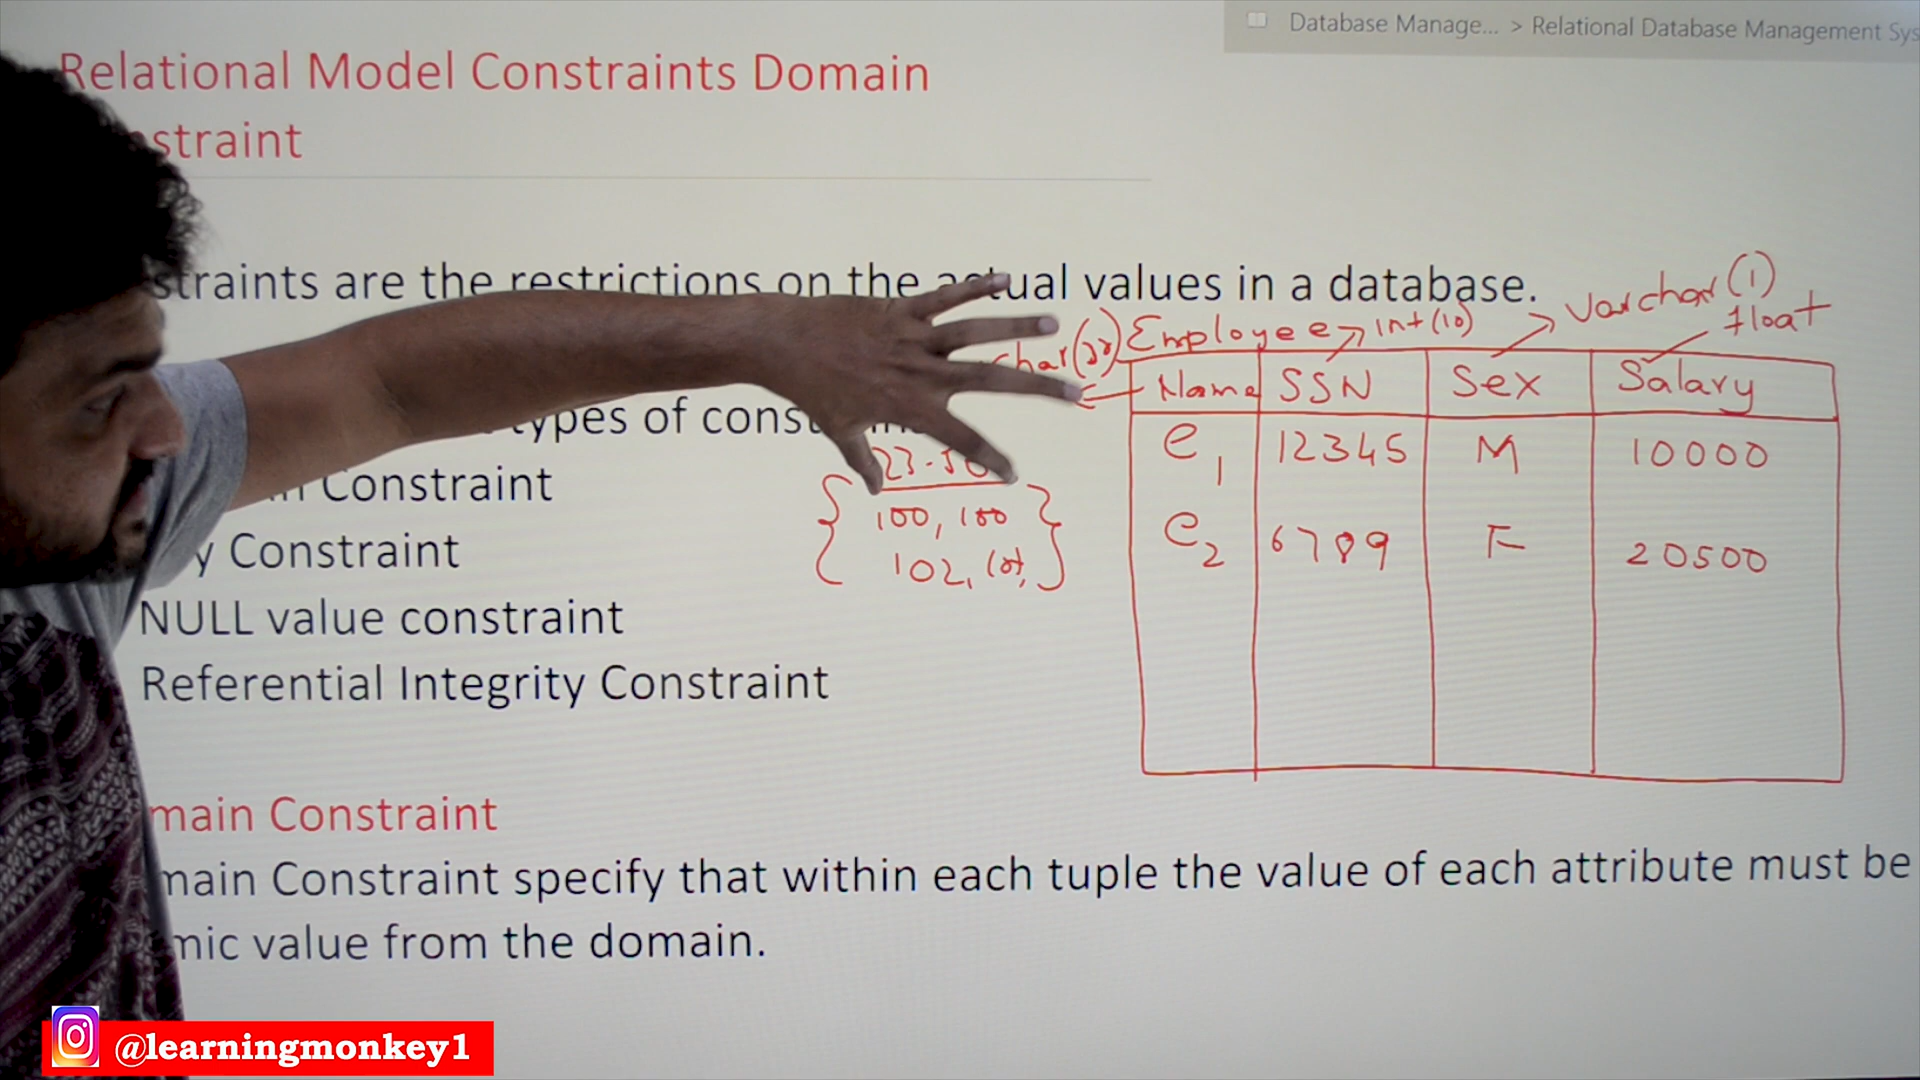 Database Manage... > Relational Database Management Sys
Relational Model Constraints Domain
straint
straints are the restrictions on the actual values in a database.
varchar(1)
float
char( ) Employee int(10)
Name SSN Sex Salary
ypes of cons
Constraint
e1 12345 M 10000
100, 100
y Constraint
102,
e2 6789 F 20500
NULL value constraint
Referential Integrity Constraint
main Constraint
main Constraint specify that within each tuple the value of each attribute must be
mic value from the domain.
@learningmonkey1